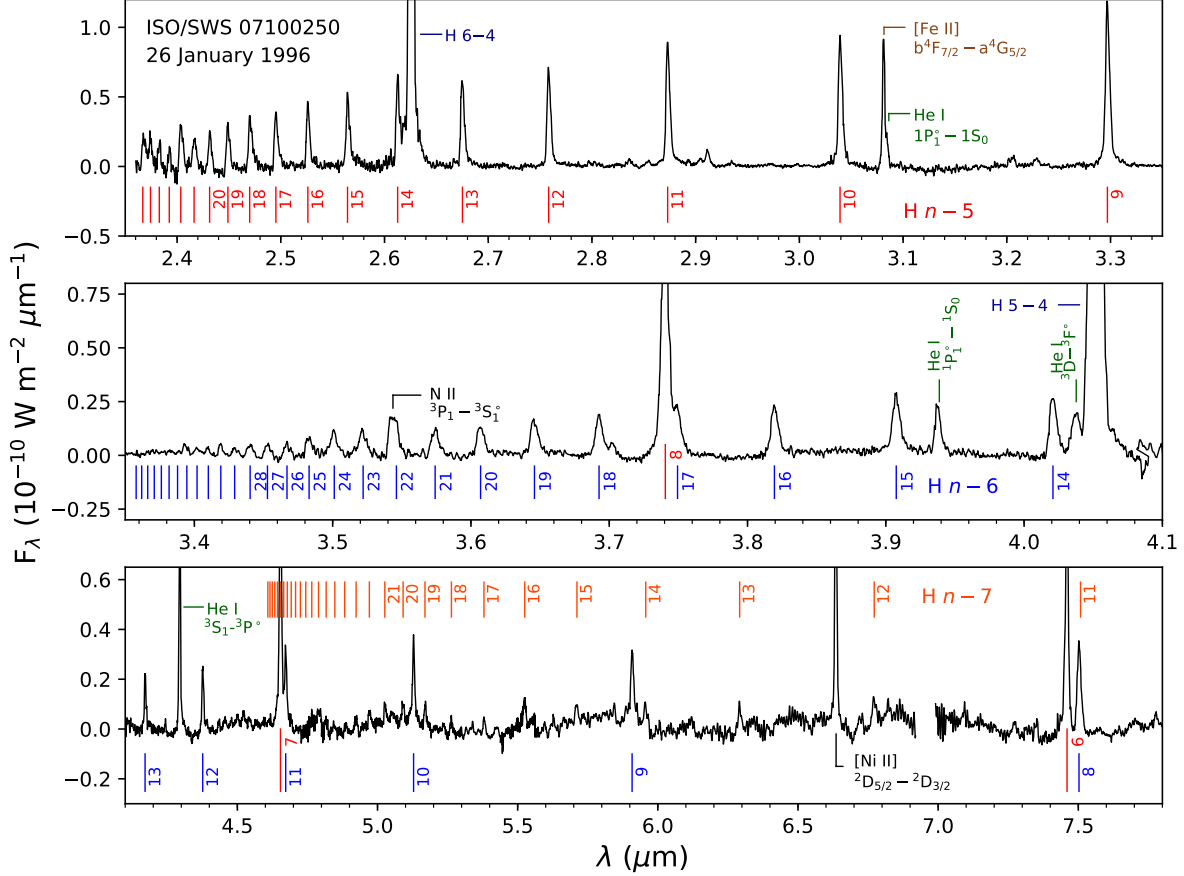 ISO/SWS 07100250
26 January 1996
H 6−4
[Fe II]
b⁴F₇/₂ − a⁴G₅/₂
He I
1P₁° − 1S₀
1.0
0.5
0.0
−0.5
20 19 18 17 16 15 14 13 12 11 10 9
H n−5
2.4 2.5 2.6 2.7 2.8 2.9 3.0 3.1 3.2 3.3
F_λ (10⁻¹⁰ W m⁻² μm⁻¹)
0.75
0.50
0.25
0.00
−0.25
H 5−4
He I
¹P₁° − ¹S₀
He I
³D−³F°
N II
³P₁ − ³S₁°
28 27 26 25 24 23 22 21 20 19 18 8 17 16 15 14
H n−6
3.4 3.5 3.6 3.7 3.8 3.9 4.0 4.1
0.6
0.4
0.2
0.0
−0.2
21 20 19 18 17 16 15 14 13 12 11
H n−7
He I
³S₁-³P°
[Ni II]
²D₅/₂ − ²D₃/₂
13 12 7 11 10 9 6 8
4.5 5.0 5.5 6.0 6.5 7.0 7.5
λ (μm)